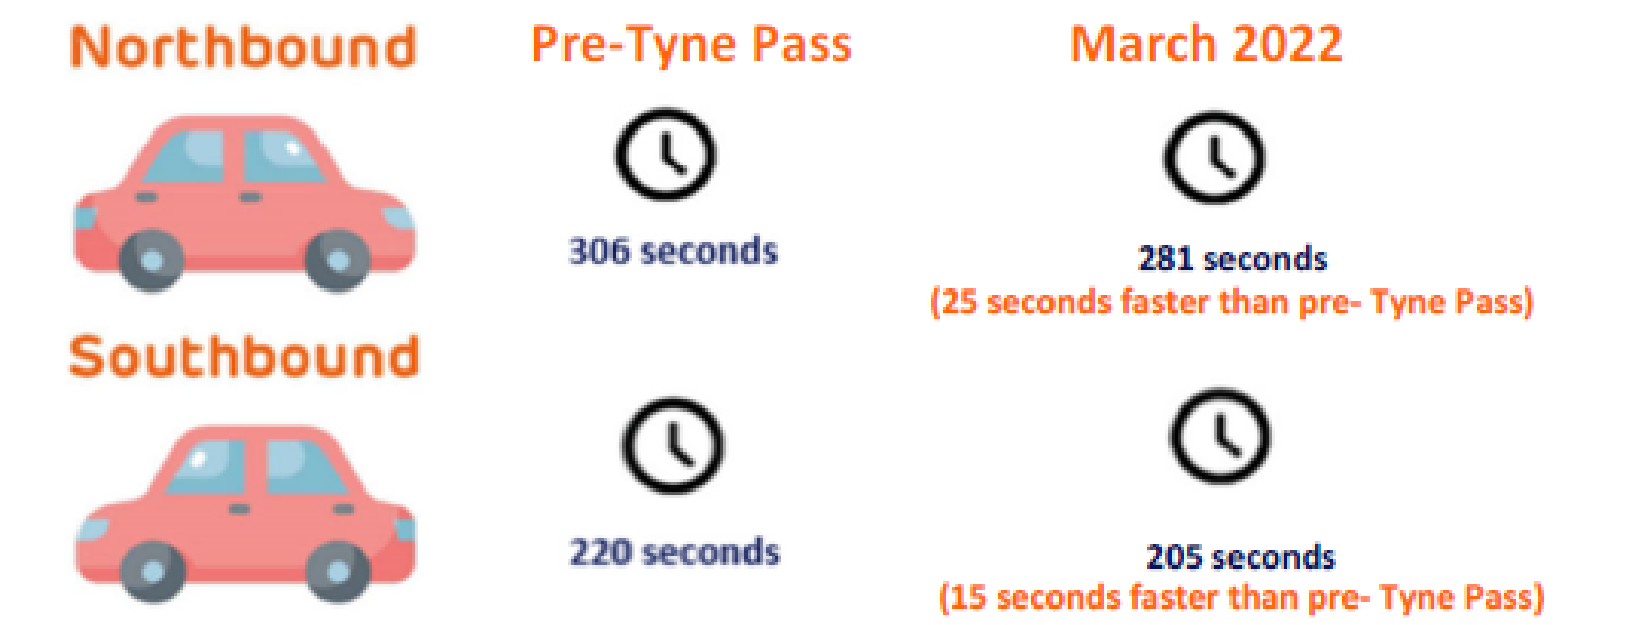 Northbound
Pre-Tyne Pass
March 2022
306 seconds
281 seconds
(25 seconds faster than pre- Tyne Pass)
Southbound
220 seconds
205 seconds
(15 seconds faster than pre- Tyne Pass)